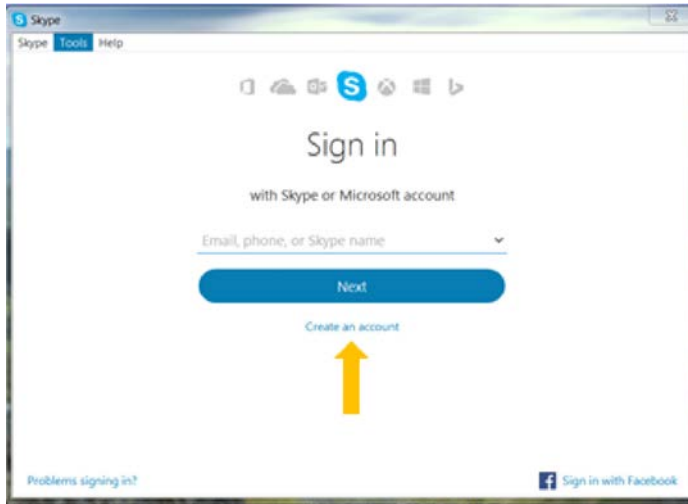 Skype
Skype Tools Help
Sign in
with Skype or Microsoft account
Email, phone, or Skype name
Next
Create an account
Problems signing in?
Sign in with Facebook